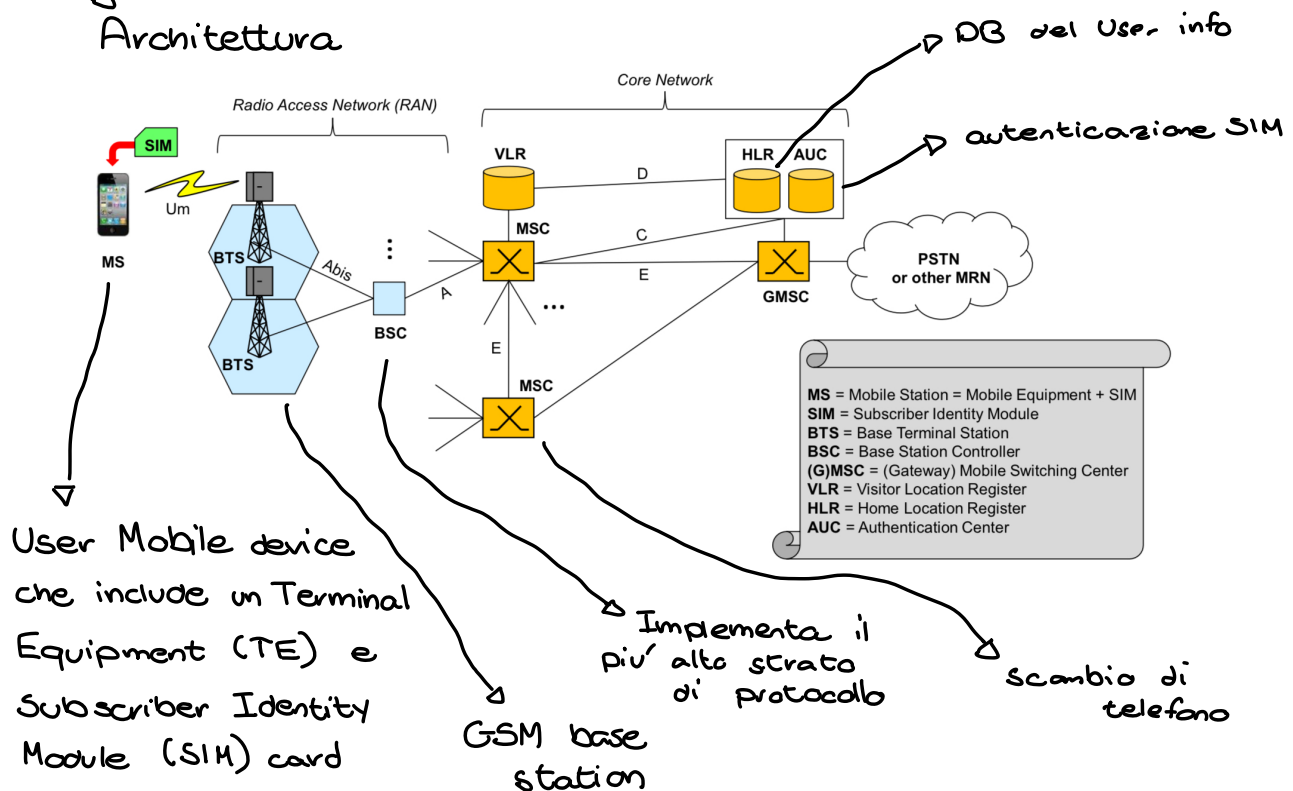 Architettura
DB del User info
autenticazione SIM
Core Network
Radio Access Network (RAN)
SIM
VLR
HLR AUC
D
Um
MSC
C
E
MS
BTS
Abis
A
...
...
BSC
GMSC
PSTN
or other MRN
E
BTS
MSC
MS = Mobile Station = Mobile Equipment + SIM
SIM = Subscriber Identity Module
BTS = Base Terminal Station
BSC = Base Station Controller
(G)MSC = (Gateway) Mobile Switching Center
VLR = Visitor Location Register
HLR = Home Location Register
AUC = Authentication Center
User Mobile device
che include un Terminal
Equipment (TE) e
Subscriber Identity
Module (SIM) card
GSM base
station
Implementa il
piu' alto strato
di protocollo
scambio di
telefono